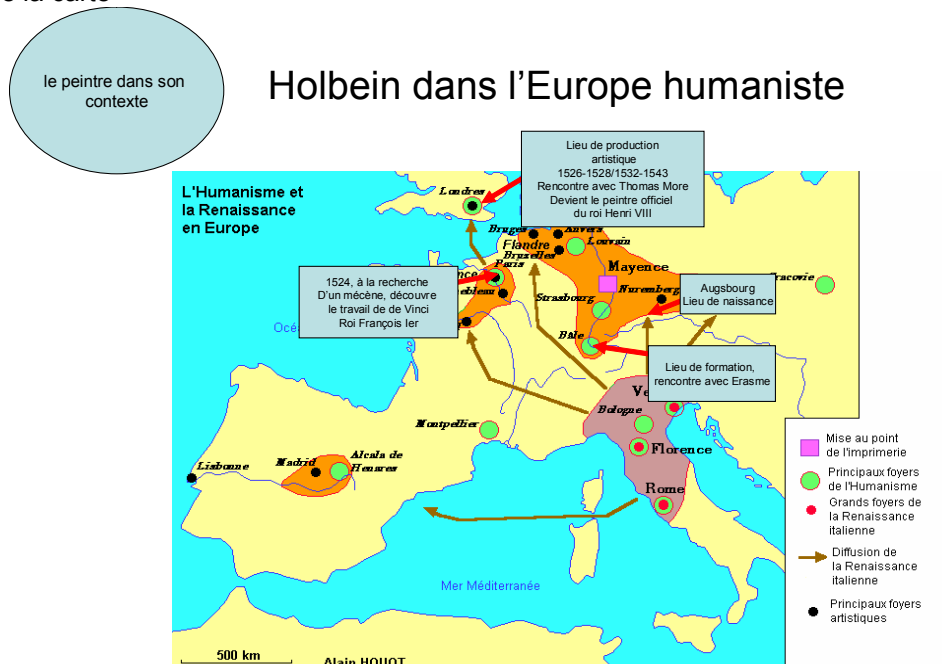 le peintre dans son
contexte
Holbein dans l’Europe humaniste
Lieu de production
artistique
1526-1528/1532-1543
Rencontre avec Thomas More
Devient le peintre officiel
du roi Henri VIII
L'Humanisme et
la Renaissance
en Europe
Londres
Bruges
Anvers
Flandre
Louvain
Bruxelles
Paris
Mayence
1524, à la recherche
D’un mécène, découvre
le travail de de Vinci
Roi François Ier
Strasbourg
Nuremberg
Augsbourg
Lieu de naissance
Bâle
Lieu de formation,
rencontre avec Erasme
Bologne
Montpellier
Florence
Lisbonne
Madrid
Alcala de
Henares
Rome
Mer Méditerranée
500 km
Alain HOUOT
Mise au point
de l'imprimerie
Principaux foyers
de l'Humanisme
Grands foyers de
la Renaissance
italienne
Diffusion de
la Renaissance
italienne
Principaux foyers
artistiques